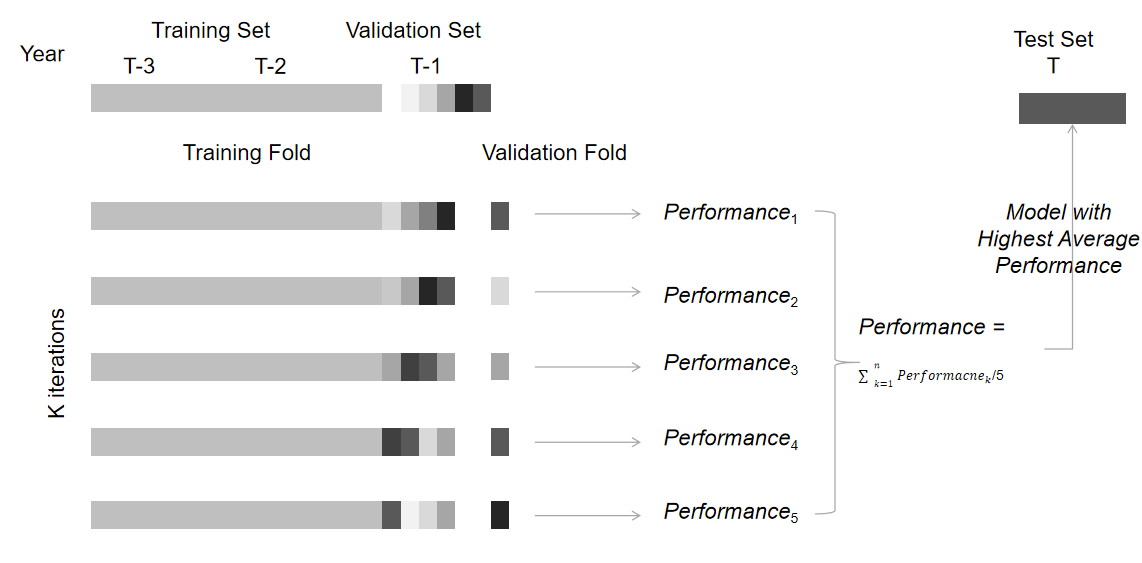 Training Set
Validation Set
Test Set
Year
T-3
T-2
T-1
T
Training Fold
Validation Fold
K iterations
Performance₁
Performance₂
Performance₃
Performance₄
Performance₅
Performance =
∑ⁿₖ₌₁ Performacneₖ/5
Model with
Highest Average
Performance